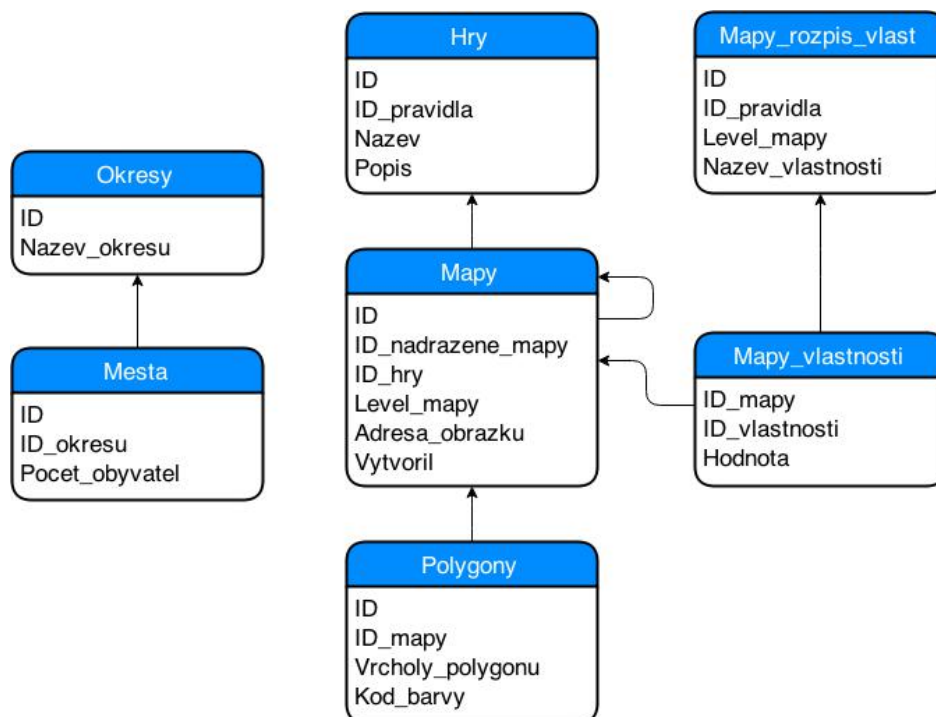 Okresy
ID
Nazev_okresu
Mesta
ID
ID_okresu
Pocet_obyvatel
Hry
ID
ID_pravidla
Nazev
Popis
Mapy
ID
ID_nadrazene_mapy
ID_hry
Level_mapy
Adresa_obrazku
Vytvoril
Polygony
ID
ID_mapy
Vrcholy_polygonu
Kod_barvy
Mapy_rozpis_vlast
ID
ID_pravidla
Level_mapy
Nazev_vlastnosti
Mapy_vlastnosti
ID_mapy
ID_vlastnosti
Hodnota